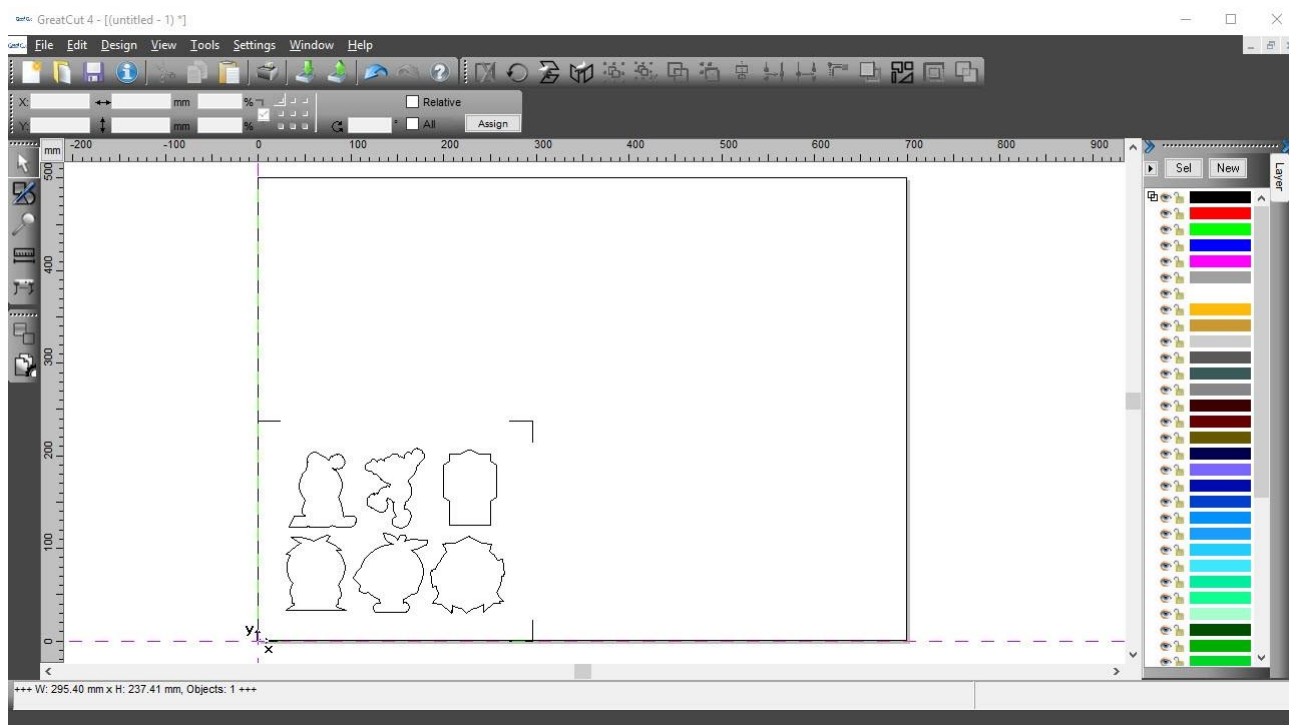 GreatCut 4 - [(untitled - 1) *]
File Edit Design View Tools Settings Window Help
X: mm % Relative
Y: mm % ° All Assign
mm -200 -100 0 100 200 300 400 500 600 700 800 900
Sel New
Layer
500
400
300
200
100
0
Y
X
+++ W: 295.40 mm x H: 237.41 mm, Objects: 1 +++